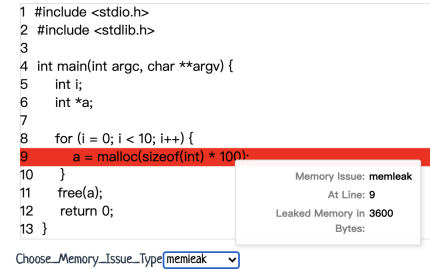 1 #include <stdio.h>
2 #include <stdlib.h>
3
4 int main(int argc, char **argv) {
5 int i;
6 int *a;
7
8 for (i = 0; i < 10; i++) {
9 a = malloc(sizeof(int) * 100);
10 }
11 free(a);
12 return 0;
13 }
Memory Issue: memleak
At Line: 9
Leaked Memory in 3600
Bytes:
Choose_Memory_Issue_Type memleak